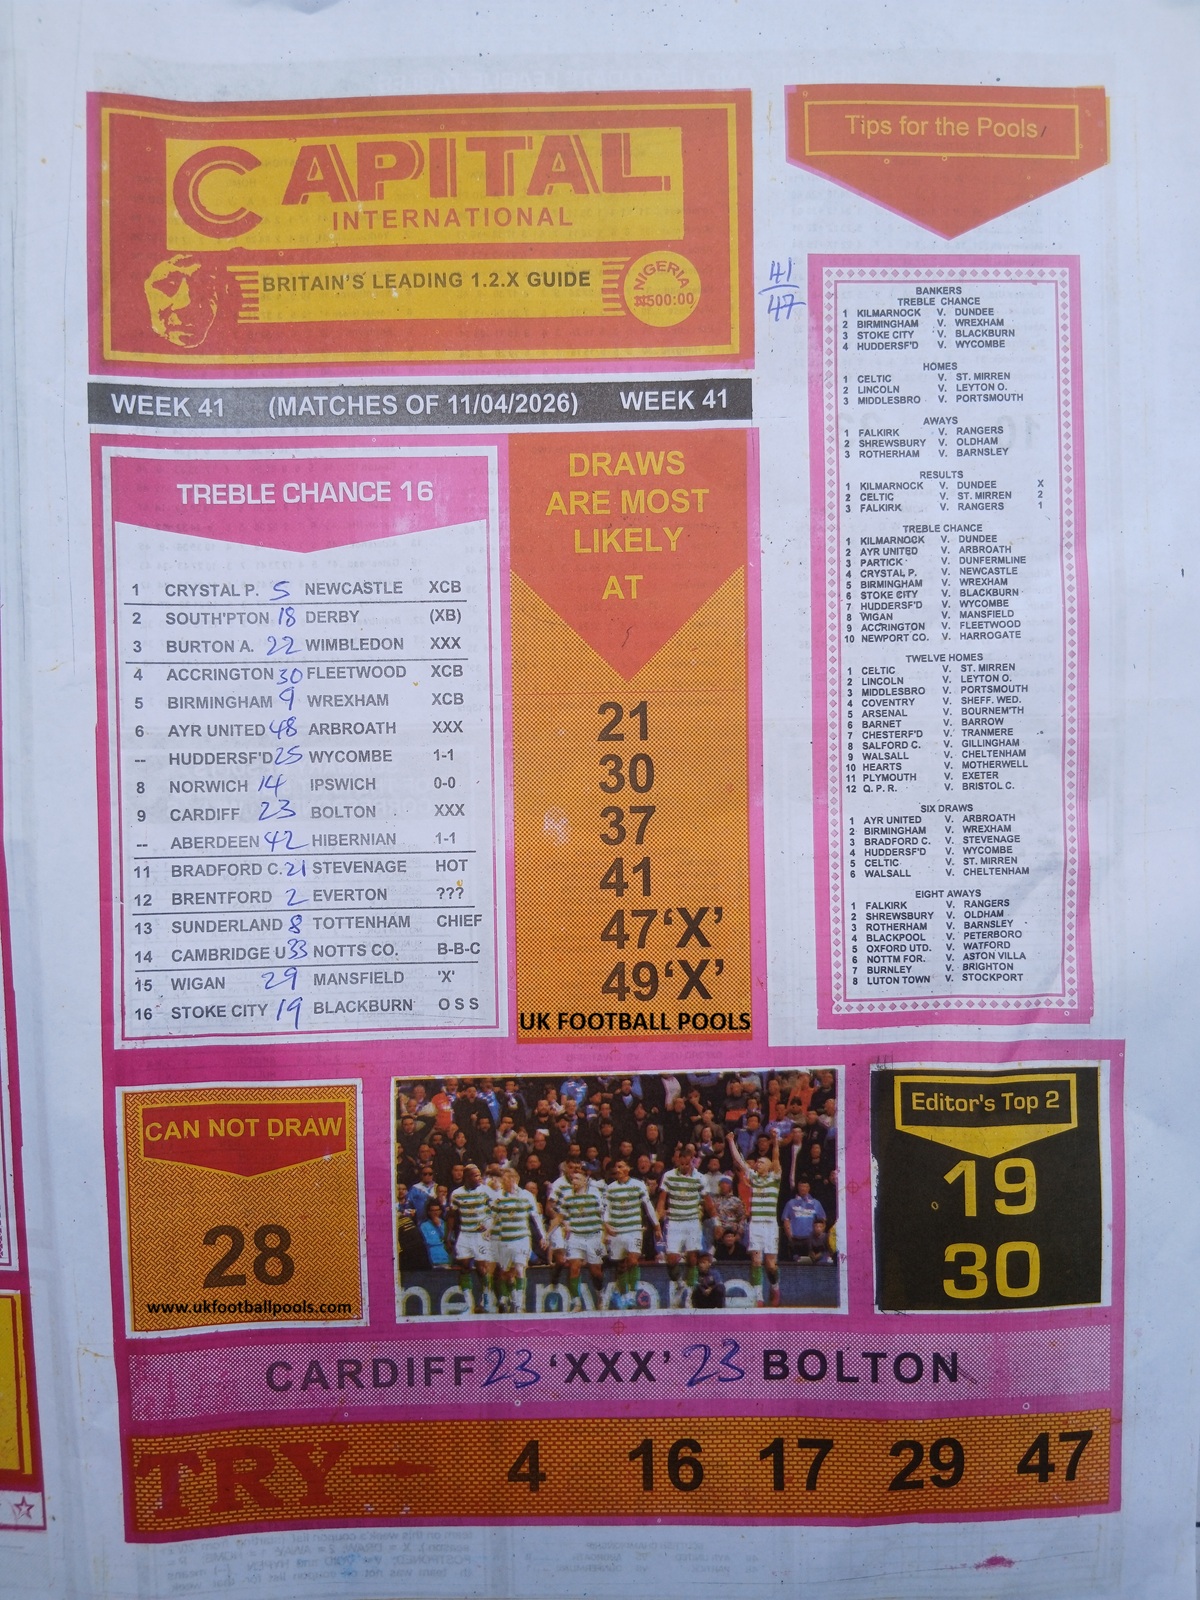 CAPITAL
INTERNATIONAL
BRITAIN'S LEADING 1.2.X GUIDE
NIGERIA
₦500:00
WEEK 41 (MATCHES OF 11/04/2026) WEEK 41
TREBLE CHANCE 16
1 CRYSTAL P. 5 NEWCASTLE XCB
2 SOUTH'PTON 18 DERBY (XB)
3 BURTON A. 22 WIMBLEDON XXX
4 ACCRINGTON 30 FLEETWOOD XCB
5 BIRMINGHAM 9 WREXHAM XCB
6 AYR UNITED 48 ARBROATH XXX
-- HUDDERSF'D 25 WYCOMBE 1-1
8 NORWICH 14 IPSWICH 0-0
9 CARDIFF 23 BOLTON XXX
-- ABERDEEN 42 HIBERNIAN 1-1
11 BRADFORD C. 21 STEVENAGE HOT
12 BRENTFORD 2 EVERTON ???
13 SUNDERLAND 8 TOTTENHAM CHIEF
14 CAMBRIDGE U 33 NOTTS CO. B-B-C
15 WIGAN 29 MANSFIELD 'X'
16 STOKE CITY 19 BLACKBURN O S S
DRAWS
ARE MOST
LIKELY
AT
21
30
37
41
47'X'
49'X'
UK FOOTBALL POOLS
Tips for the Pools
41
47
BANKERS
TREBLE CHANCE
1 KILMARNOCK V. DUNDEE
2 BIRMINGHAM V. WREXHAM
3 STOKE CITY V. BLACKBURN
4 HUDDERSF'D V. WYCOMBE
HOMES
1 CELTIC V. ST. MIRREN
2 LINCOLN V. LEYTON O.
3 MIDDLESBRO V. PORTSMOUTH
AWAYS
1 FALKIRK V. RANGERS
2 SHREWSBURY V. OLDHAM
3 ROTHERHAM V. BARNSLEY
RESULTS
1 KILMARNOCK V. DUNDEE X
2 CELTIC V. ST. MIRREN 2
3 FALKIRK V. RANGERS 1
TREBLE CHANCE
1 KILMARNOCK V. DUNDEE
2 AYR UNITED V. ARBROATH
3 PARTICK V. DUNFERMLINE
4 CRYSTAL P. V. NEWCASTLE
5 BIRMINGHAM V. WREXHAM
6 STOKE CITY V. BLACKBURN
7 HUDDERSF'D V. WYCOMBE
8 WIGAN V. MANSFIELD
9 ACCRINGTON V. FLEETWOOD
10 NEWPORT CO. V. HARROGATE
TWELVE HOMES
1 CELTIC V. ST. MIRREN
2 LINCOLN V. LEYTON O.
3 MIDDLESBRO V. PORTSMOUTH
4 COVENTRY V. SHEFF. WED.
5 ARSENAL V. BOURNEM'TH
6 BARNET V. BARROW
7 CHESTERF'D V. TRANMERE
8 SALFORD C. V. GILLINGHAM
9 WALSALL V. CHELTENHAM
10 HEARTS V. MOTHERWELL
11 PLYMOUTH V. EXETER
12 Q. P. R. V. BRISTOL C.
SIX DRAWS
1 AYR UNITED V. ARBROATH
2 BIRMINGHAM V. WREXHAM
3 BRADFORD C. V. STEVENAGE
4 HUDDERSF'D V. WYCOMBE
5 CELTIC V. ST. MIRREN
6 WALSALL V. CHELTENHAM
EIGHT AWAYS
1 FALKIRK V. RANGERS
2 SHREWSBURY V. OLDHAM
3 ROTHERHAM V. BARNSLEY
4 BLACKPOOL V. PETERBORO
5 OXFORD UTD. V. WATFORD
6 NOTTM FOR. V. ASTON VILLA
7 BURNLEY V. BRIGHTON
8 LUTON TOWN V. STOCKPORT
CAN NOT DRAW
28
www.ukfootballpools.com
Editor's Top 2
19
30
CARDIFF 23 'XXX' 23 BOLTON
TRY 4 16 17 29 47